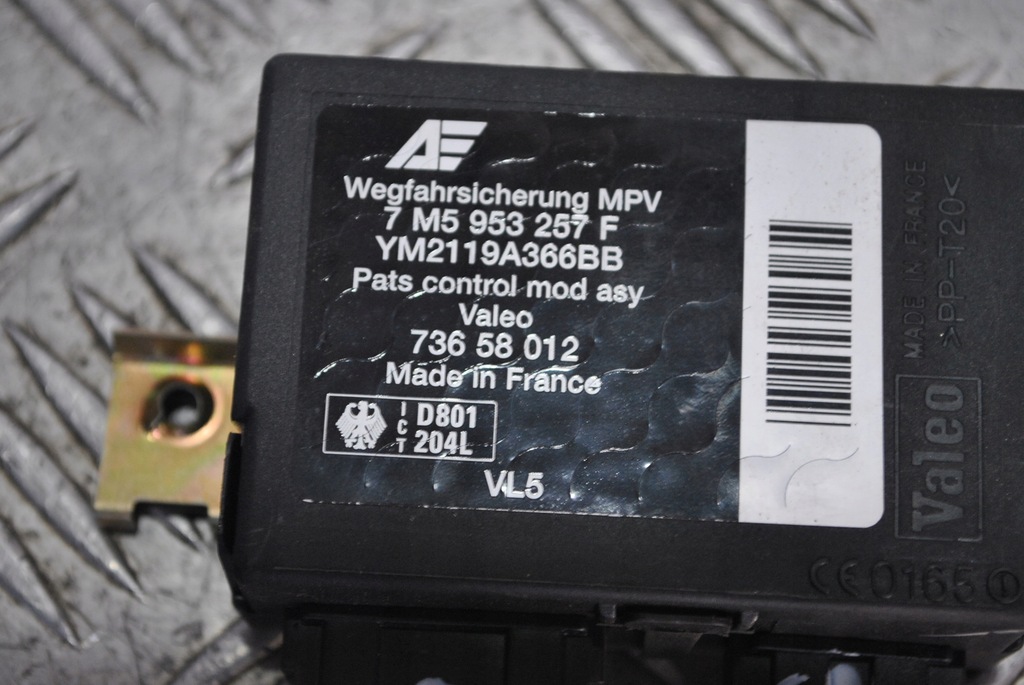 AE
Wegfahrsicherung MPV
7 M5 953 257 F
YM2119A366BB
Pats control mod asy
Valeo
736 58 012
Made in France
ICT D801
204L
VL5
MADE IN FRANCE
>PP-T20<
Valeo
CE0165